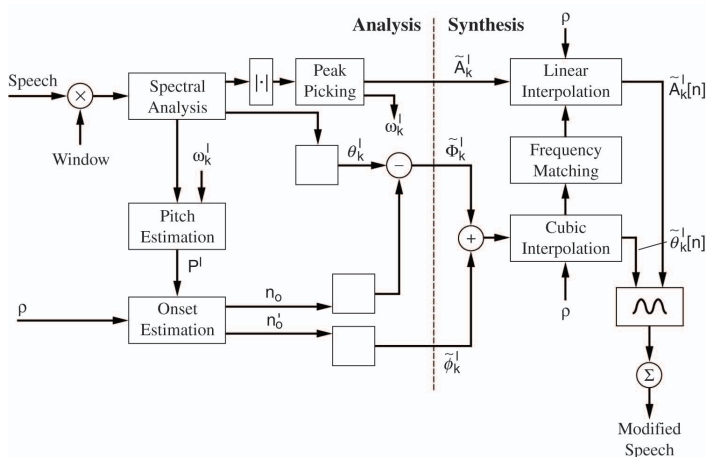 Analysis
Synthesis
ρ
Speech
×
Window
Spectral
Analysis
|·|
Peak
Picking
Ã_k^l
ω_k^l
Linear
Interpolation
Ã_k^l[n]
θ_k^l
−
Φ̃_k^l
Frequency
Matching
ω_k^l
Pitch
Estimation
P^l
+
Cubic
Interpolation
θ̃_k^l[n]
ρ
ρ
Onset
Estimation
n_o
n_o'
ϕ̃_k^l
Σ
Modified
Speech